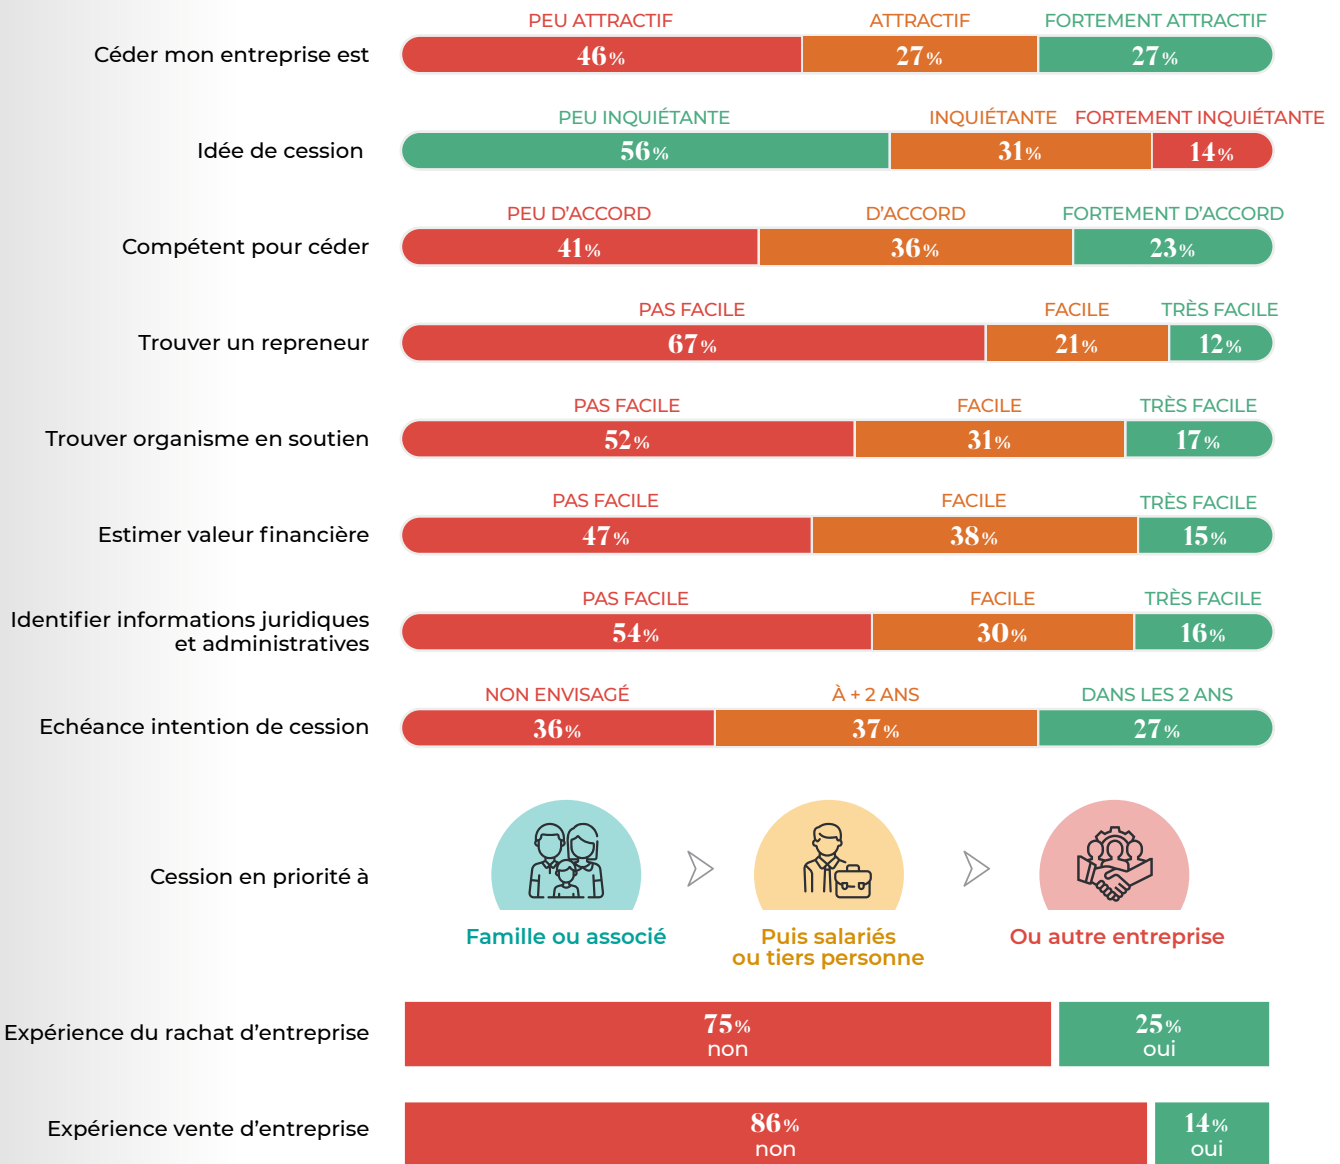 PEU ATTRACTIF ATTRACTIF FORTEMENT ATTRACTIF
Céder mon entreprise est 46% 27% 27%
PEU INQUIÉTANTE INQUIÉTANTE FORTEMENT INQUIÉTANTE
Idée de cession 56% 31% 14%
PEU D’ACCORD D’ACCORD FORTEMENT D’ACCORD
Compétent pour céder 41% 36% 23%
PAS FACILE FACILE TRÈS FACILE
Trouver un repreneur 67% 21% 12%
PAS FACILE FACILE TRÈS FACILE
Trouver organisme en soutien 52% 31% 17%
PAS FACILE FACILE TRÈS FACILE
Estimer valeur financière 47% 38% 15%
PAS FACILE FACILE TRÈS FACILE
Identifier informations juridiques
et administratives 54% 30% 16%
NON ENVISAGÉ À + 2 ANS DANS LES 2 ANS
Echéance intention de cession 36% 37% 27%
Cession en priorité à
Famille ou associé Puis salariés Ou autre entreprise
ou tiers personne
Expérience du rachat d’entreprise 75% 25%
non oui
Expérience vente d’entreprise 86% 14%
non oui